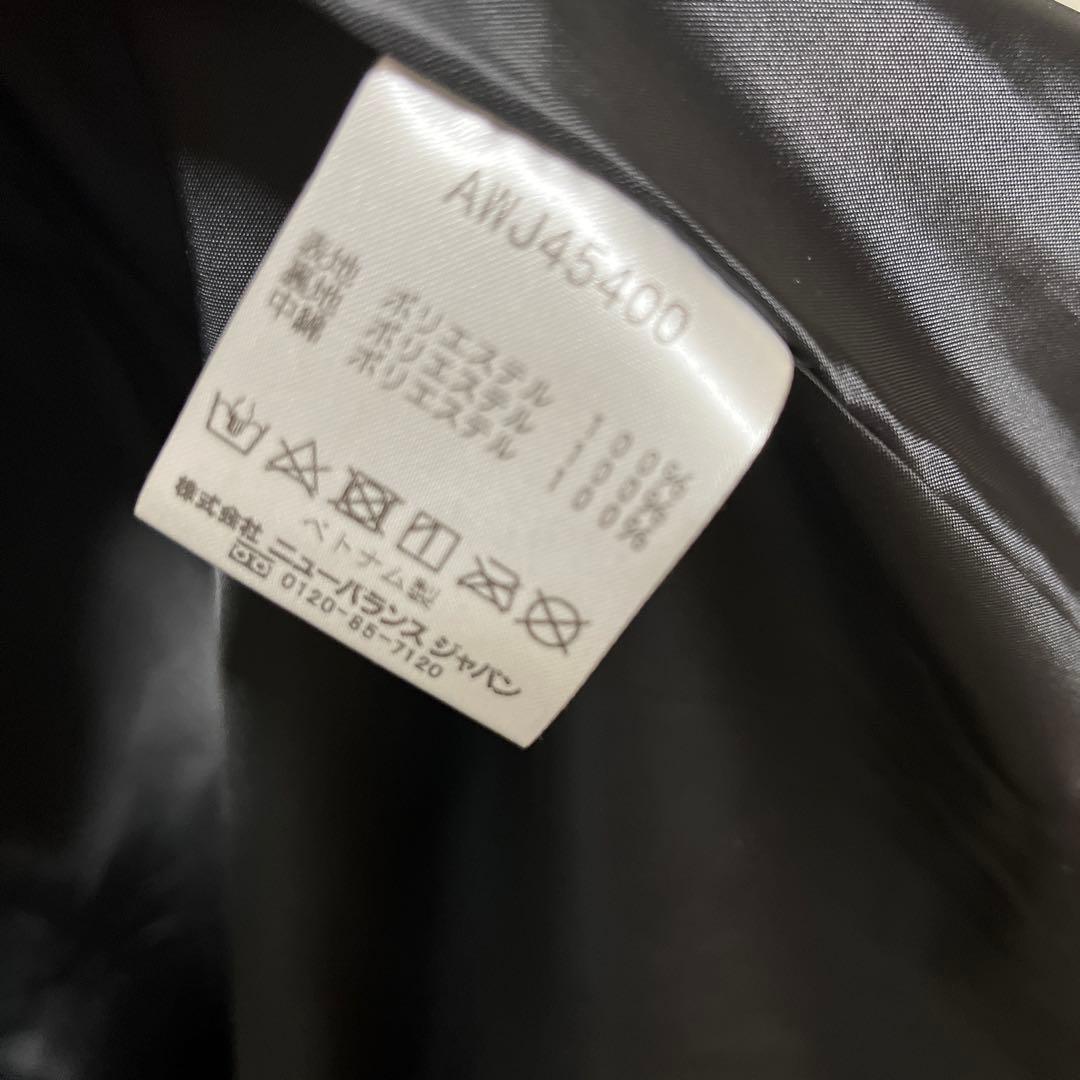 AWJ45400
表地 ポリエステル 100%
裏地 ポリエステル 100%
中綿 ポリエステル 100%
ベトナム製
株式会社 ニューバランス ジャパン
0120-85-7120